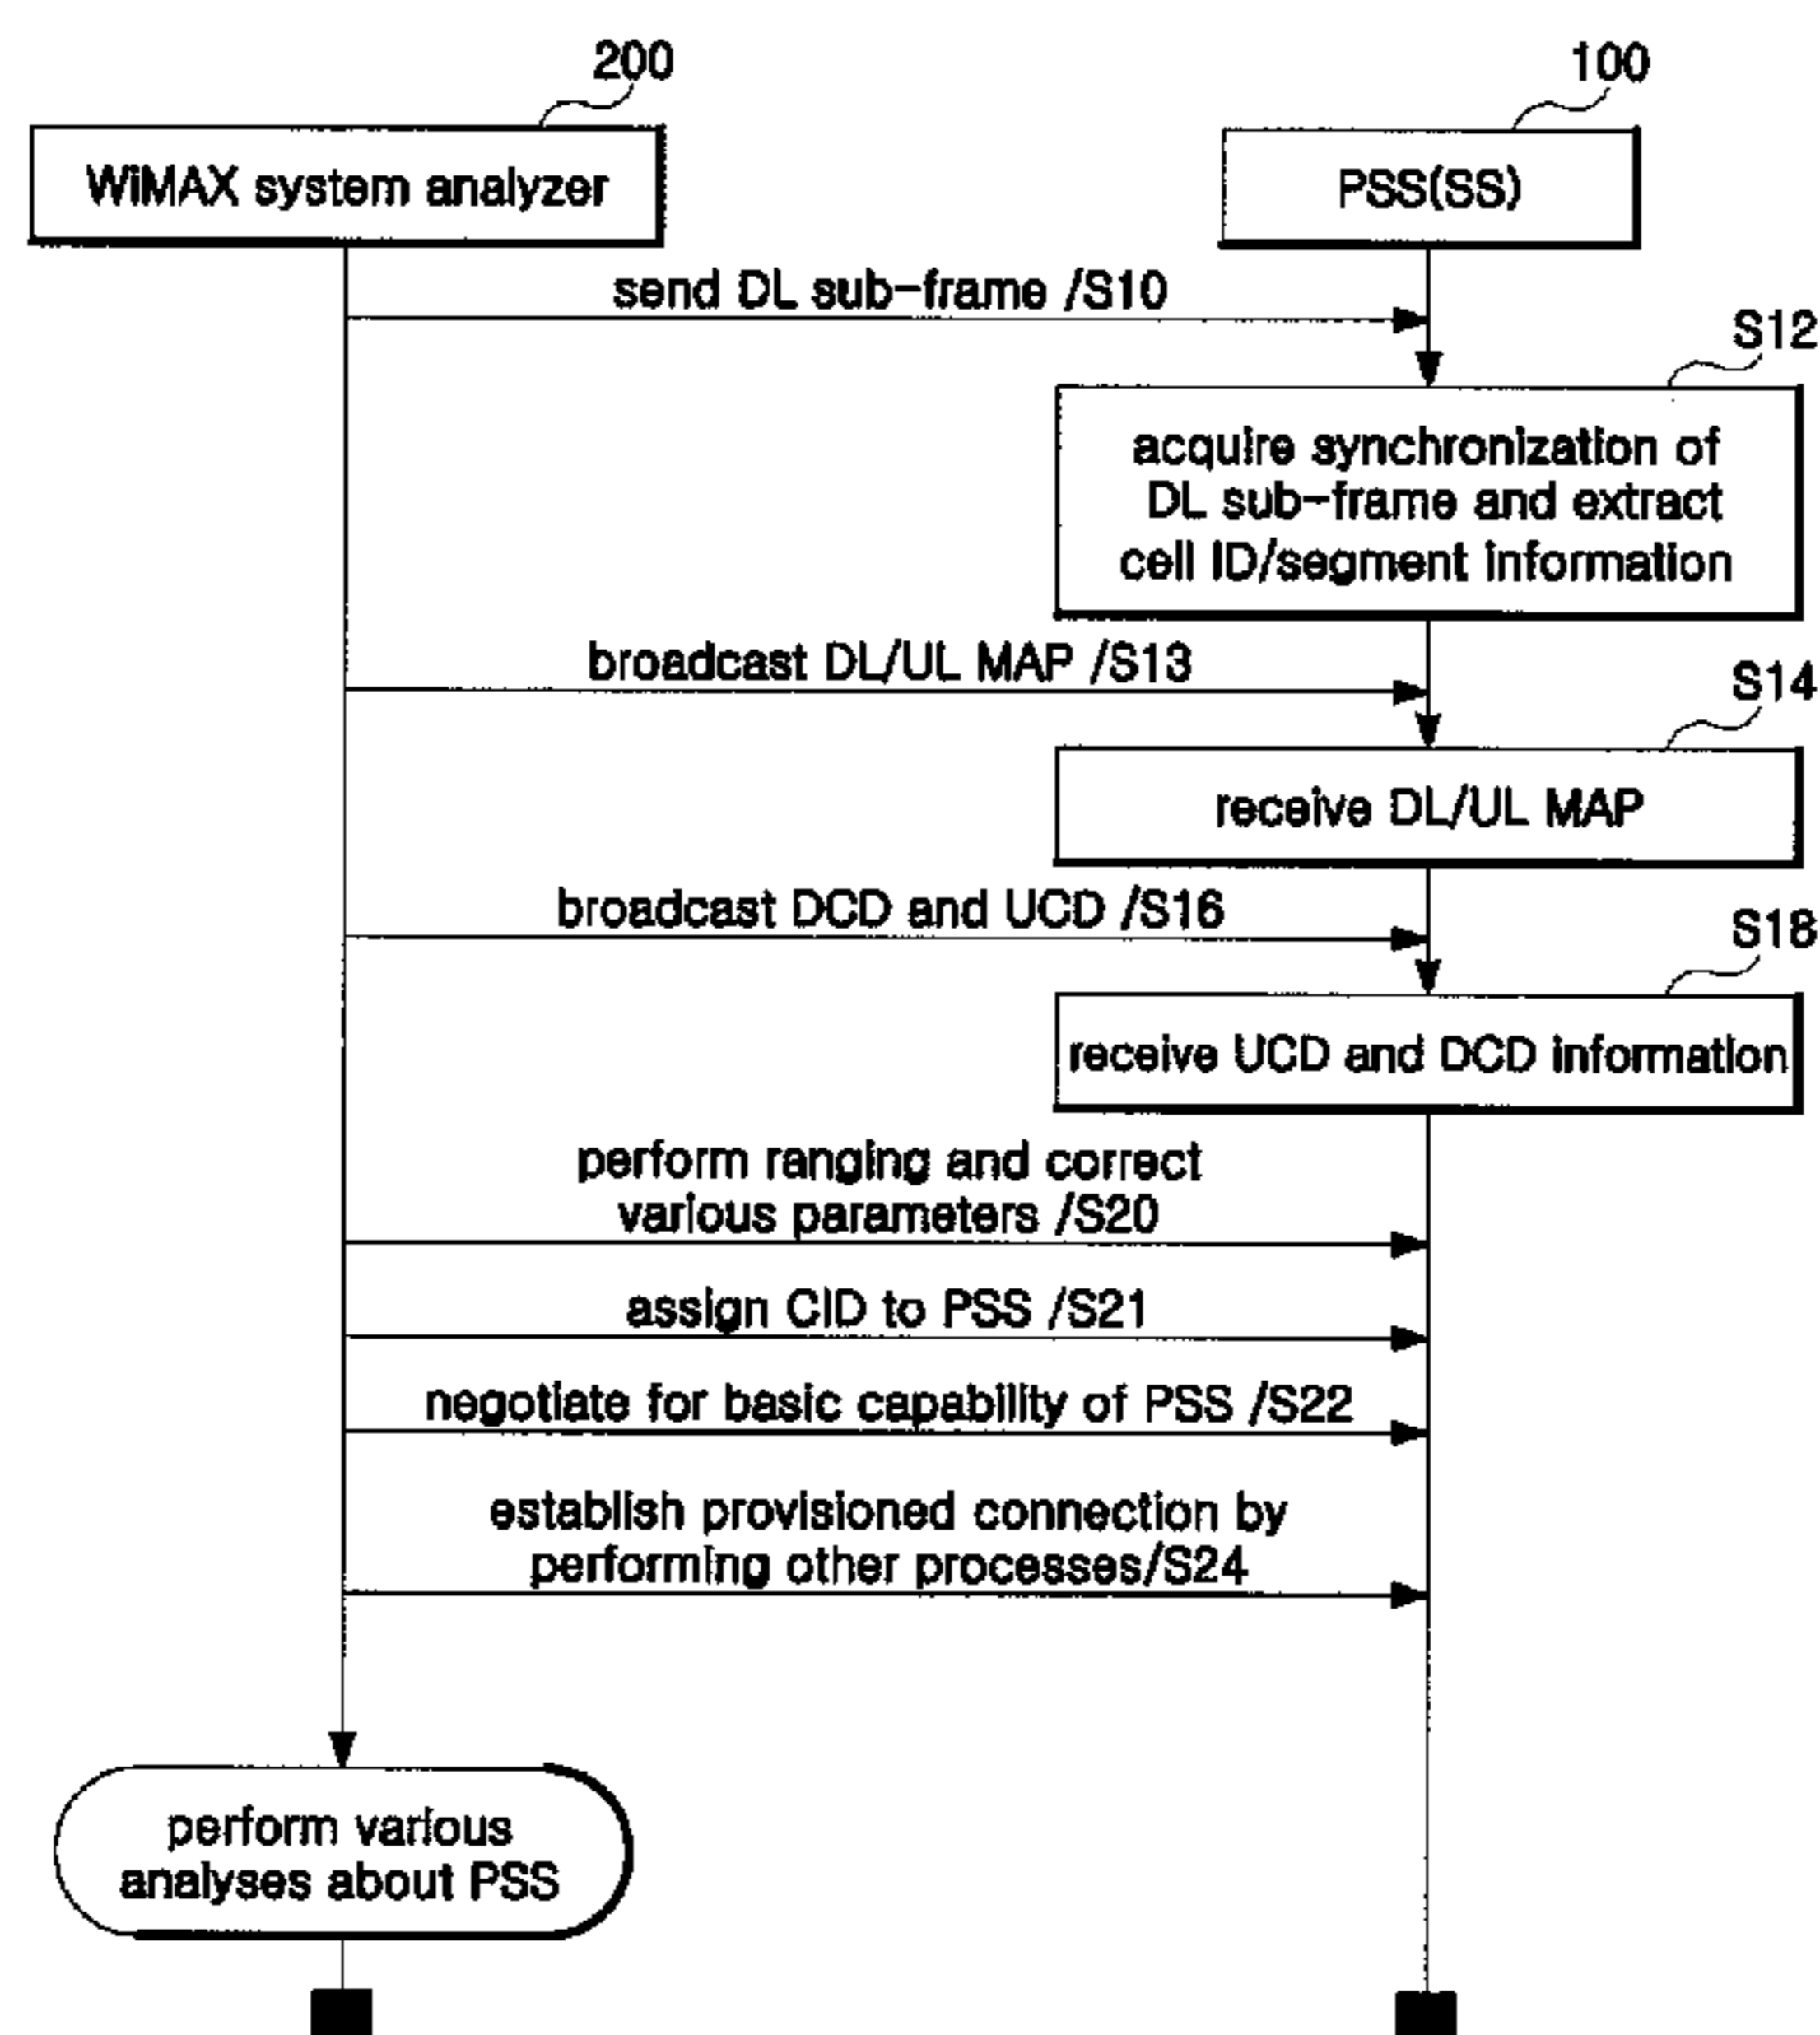 200
100
WiMAX system analyzer
PSS(SS)
send DL sub-frame /S10
S12
acquire synchronization of
DL sub-frame and extract
cell ID/segment information
broadcast DL/UL MAP /S13
S14
receive DL/UL MAP
broadcast DCD and UCD /S16
S18
receive UCD and DCD information
perform ranging and correct
various parameters /S20
assign CID to PSS /S21
negotiate for basic capability of PSS /S22
establish provisioned connection by
performing other processes/S24
perform various
analyses about PSS